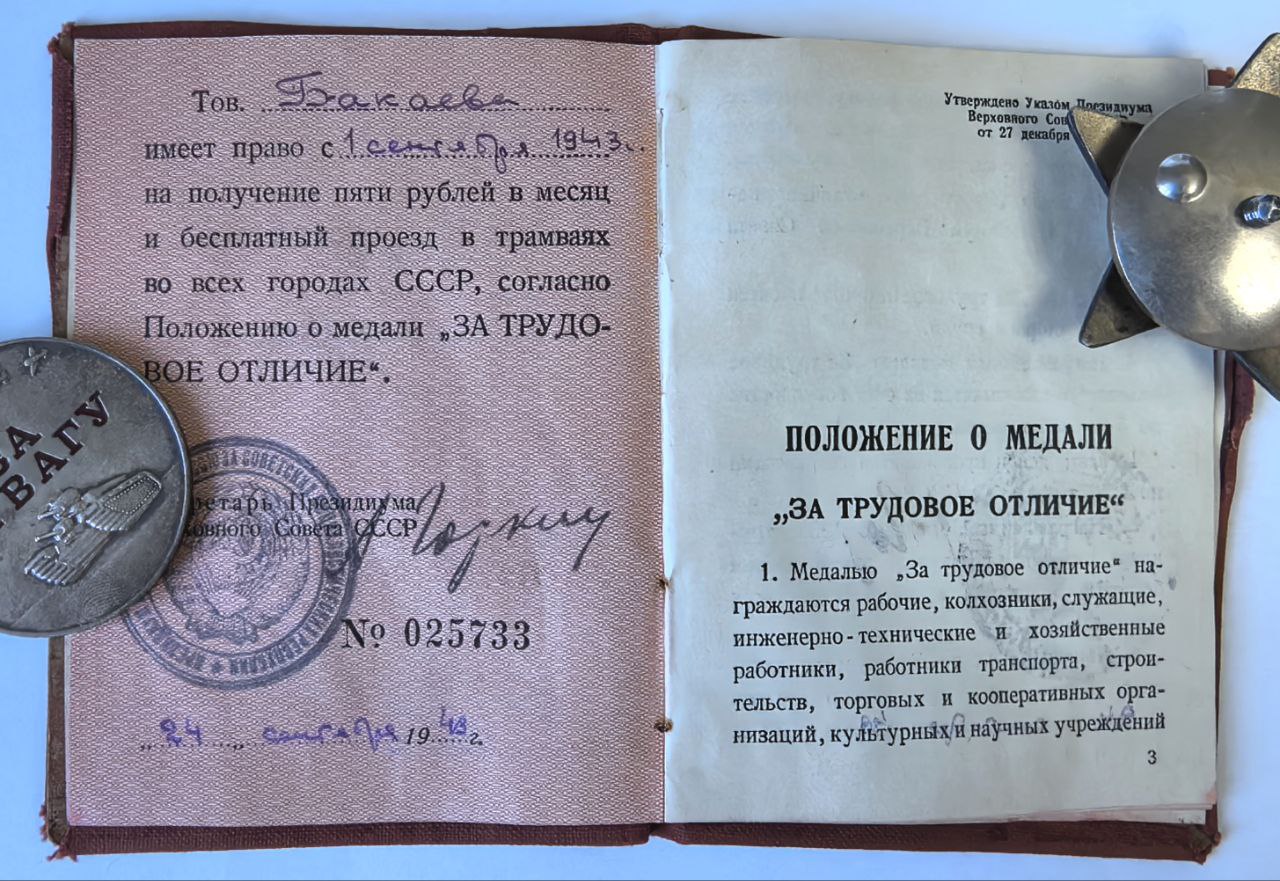 Тов. Бакаева
имеет право с 1 сентября 1943 г.
на получение пяти рублей в месяц
и бесплатный проезд в трамваях
во всех городах СССР, согласно
Положению о медали „ЗА ТРУДО-
ВОЕ ОТЛИЧИЕ“.
ретарь Президиума
ховного Совета СССР
№ 025733
„24„ сентября 1943 г.
ВАГУ
Утверждено Указом Президиума
Верховного Сов
от 27 декабря
ПОЛОЖЕНИЕ О МЕДАЛИ
„ЗА ТРУДОВОЕ ОТЛИЧИЕ“
1. Медалью „За трудовое отличие“ на-
граждаются рабочие, колхозники, служащие,
инженерно-технические и хозяйственные
работники, работники транспорта, строи-
тельств, торговых и кооперативных орга-
низаций, культурных и научных учреждений
3